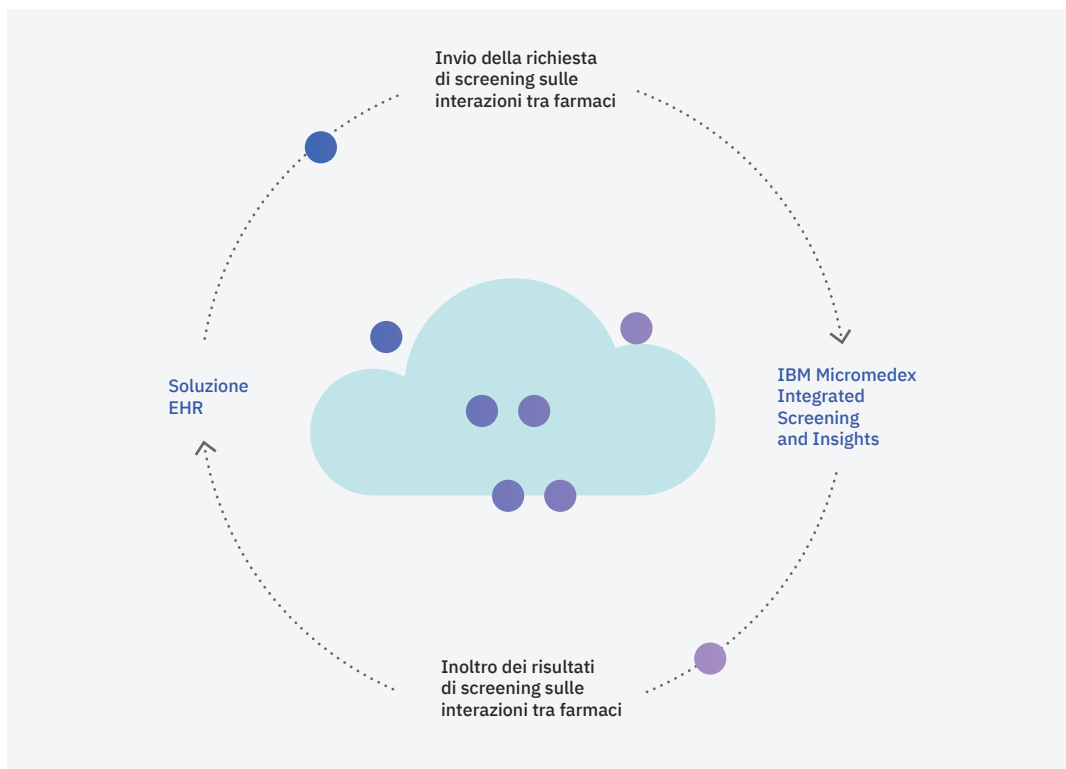 Invio della richiesta
di screening sulle
interazioni tra farmaci
Soluzione
EHR
IBM Micromedex
Integrated
Screening
and Insights
Inoltro dei risultati
di screening sulle
interazioni tra farmaci